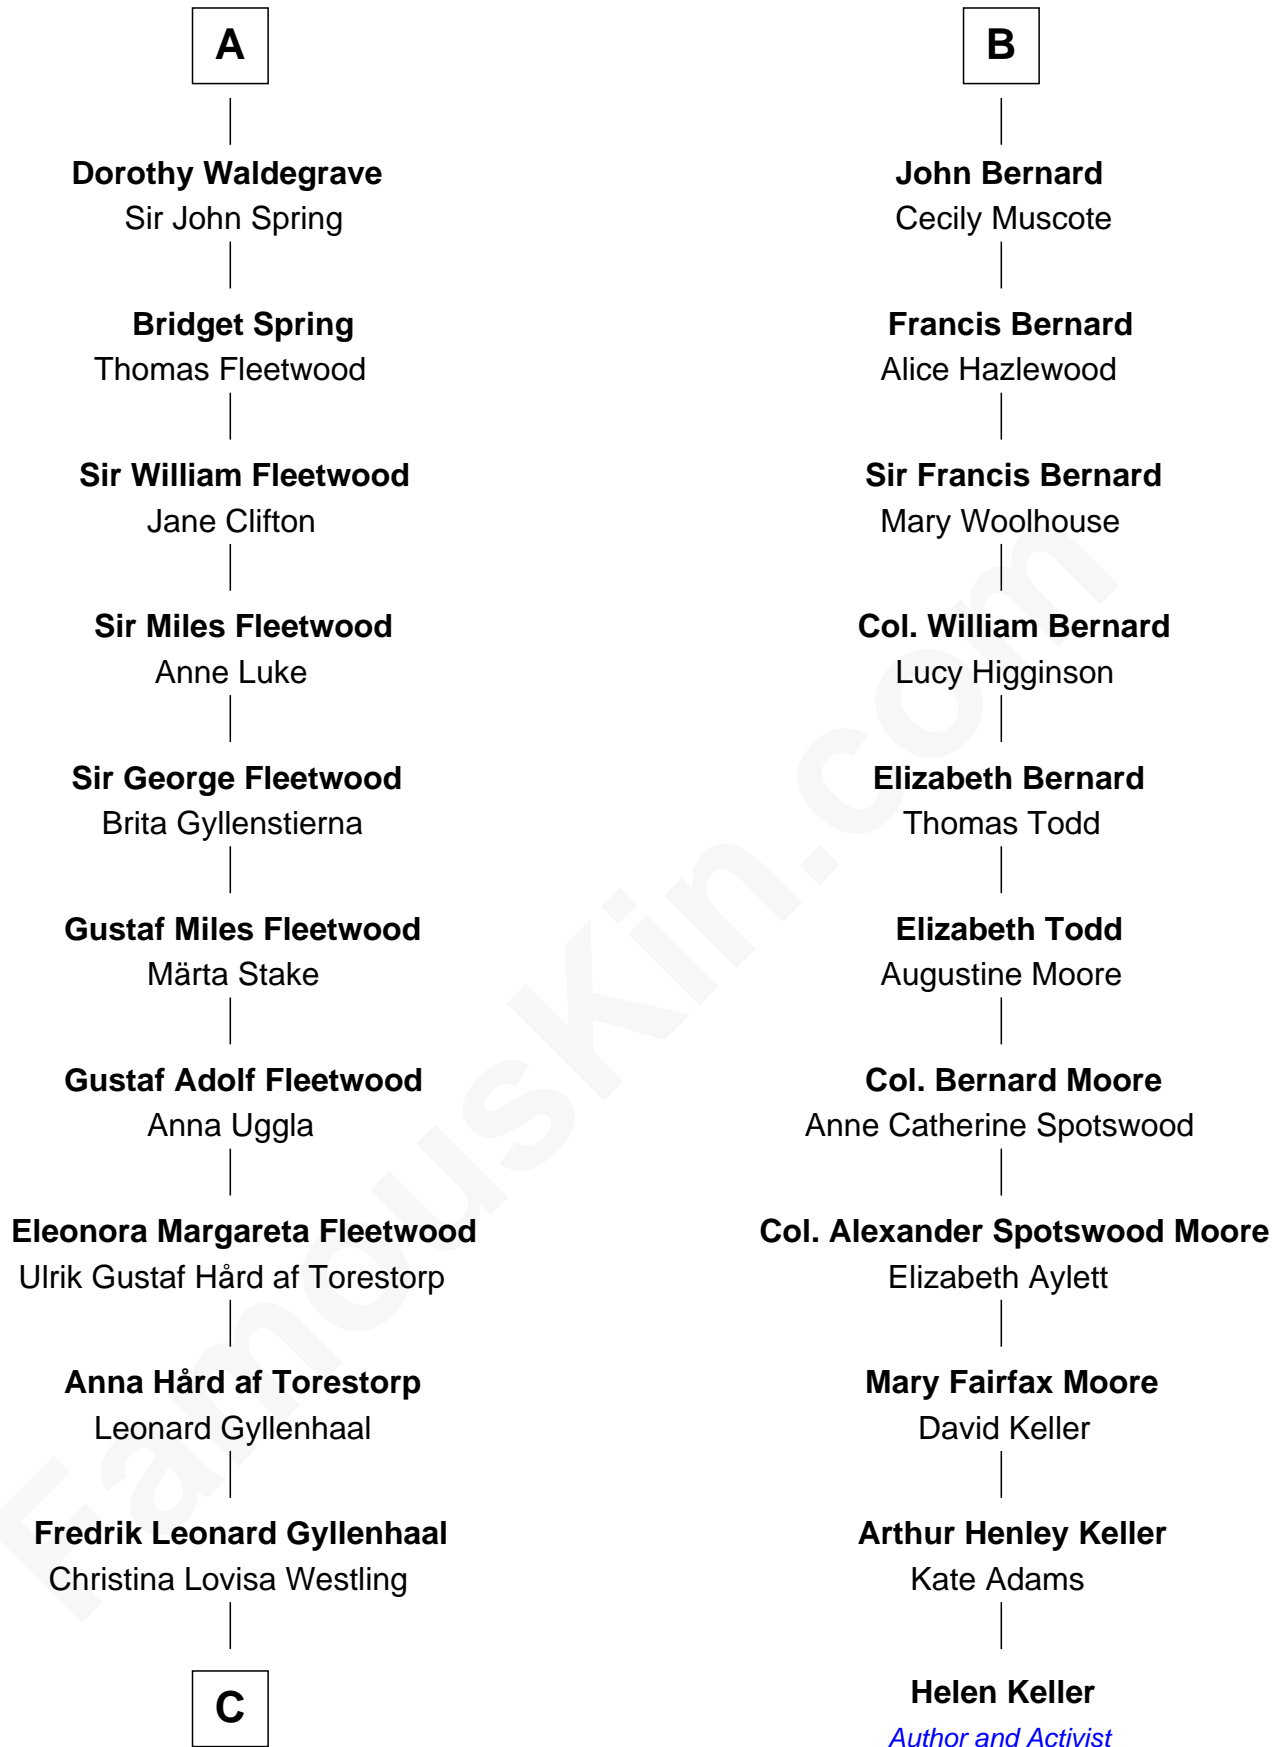 A
Dorothy Waldegrave
Sir John Spring
Bridget Spring
Thomas Fleetwood
Sir William Fleetwood
Jane Clifton
Sir Miles Fleetwood
Anne Luke
Sir George Fleetwood
Brita Gyllenstierna
Gustaf Miles Fleetwood
Märta Stake
Gustaf Adolf Fleetwood
Anna Uggla
Eleonora Margareta Fleetwood
Ulrik Gustaf Hård af Torestorp
Anna Hård af Torestorp
Leonard Gyllenhaal
Fredrik Leonard Gyllenhaal
Christina Lovisa Westling
C
B
John Bernard
Cecily Muscote
Francis Bernard
Alice Hazlewood
Sir Francis Bernard
Mary Woolhouse
Col. William Bernard
Lucy Higginson
Elizabeth Bernard
Thomas Todd
Elizabeth Todd
Augustine Moore
Col. Bernard Moore
Anne Catherine Spotswood
Col. Alexander Spotswood Moore
Elizabeth Aylett
Mary Fairfax Moore
David Keller
Arthur Henley Keller
Kate Adams
Helen Keller
Author and Activist
FamousKin.com